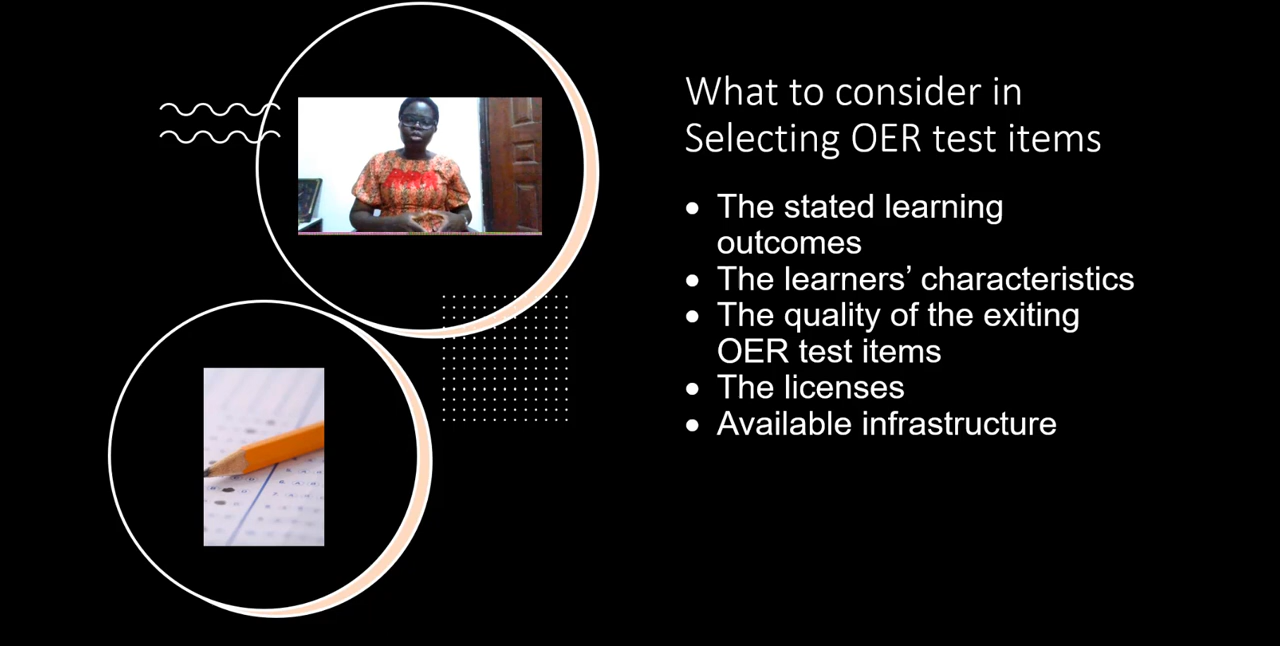 What to consider in
Selecting OER test items
• The stated learning
outcomes
• The learners’ characteristics
• The quality of the exiting
OER test items
• The licenses
• Available infrastructure